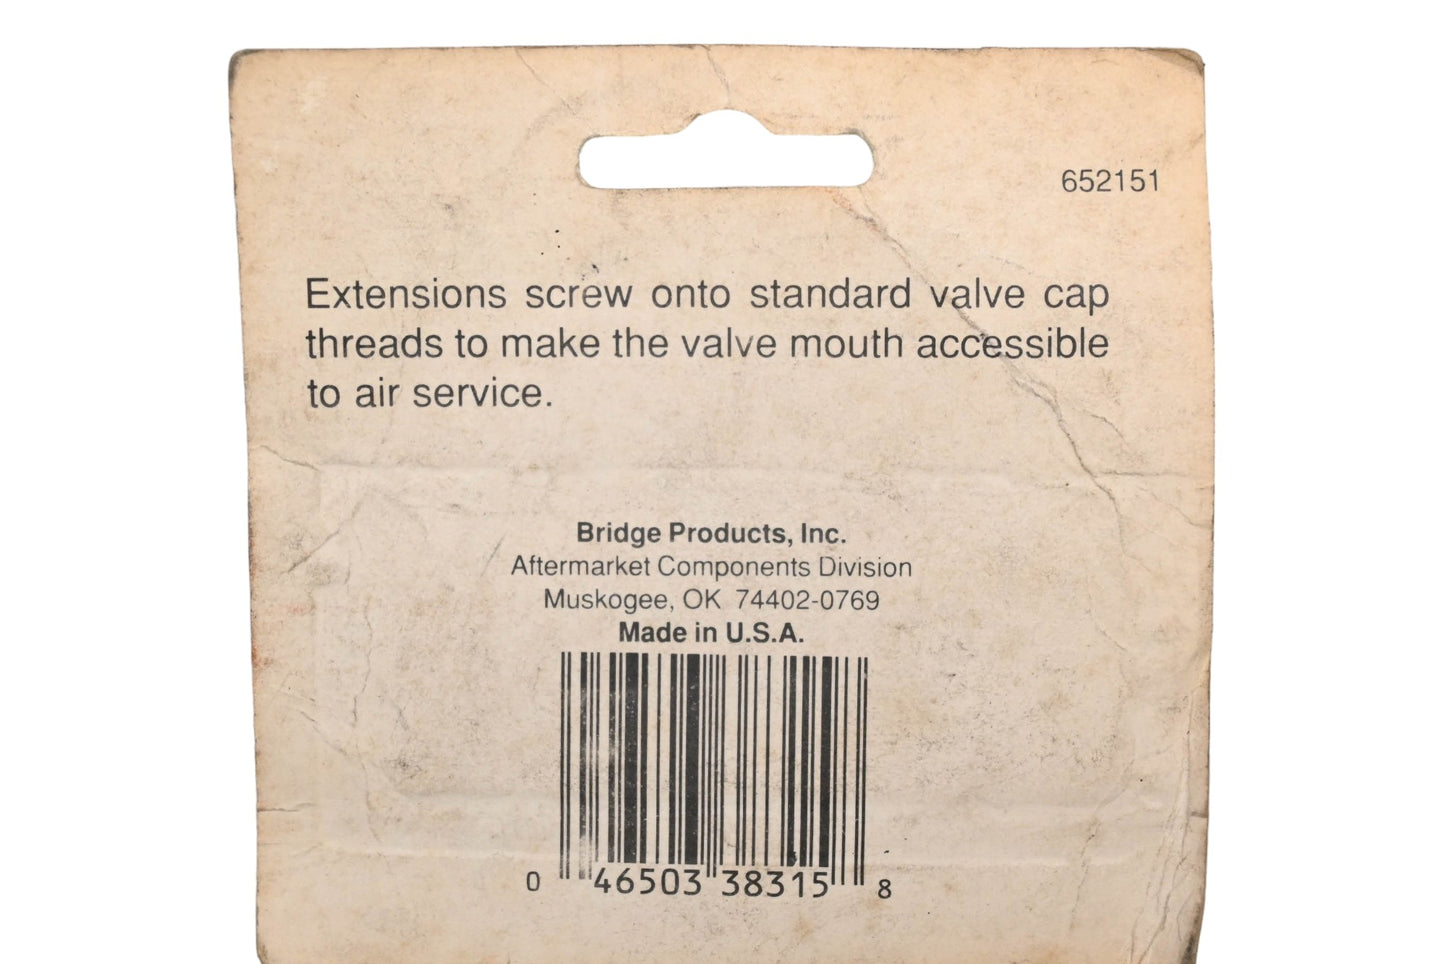 652151
Extensions screw onto standard valve cap
threads to make the valve mouth accessible
to air service.
Bridge Products, Inc.
Aftermarket Components Division
Muskogee, OK 74402-0769
Made in U.S.A.
0 46503 38315 8